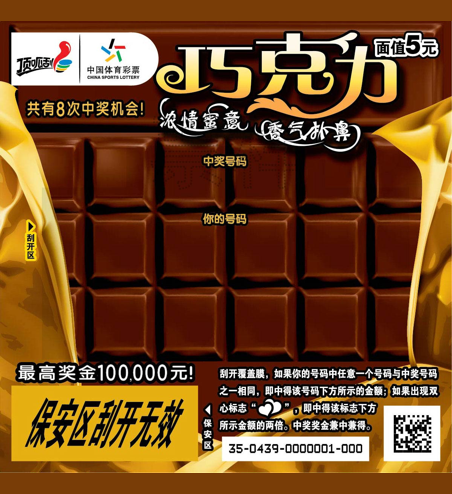 顶呱刮
中国体育彩票
CHINA SPORTS LOTTERY
巧克力
面值5元
共有8次中奖机会!
浓情蜜意 香气扑鼻
中奖号码
你的号码
刮开区
最高奖金100,000元!
保安区刮开无效
保安区
刮开覆盖膜，如果你的号码中任意一个号码与中奖号码
之一相同，即中得该号码下方所示的金额；如果出现双
心标志“ ”，即中得该标志下方
所示金额的两倍。中奖奖金兼中兼得。
35-0439-0000001-000